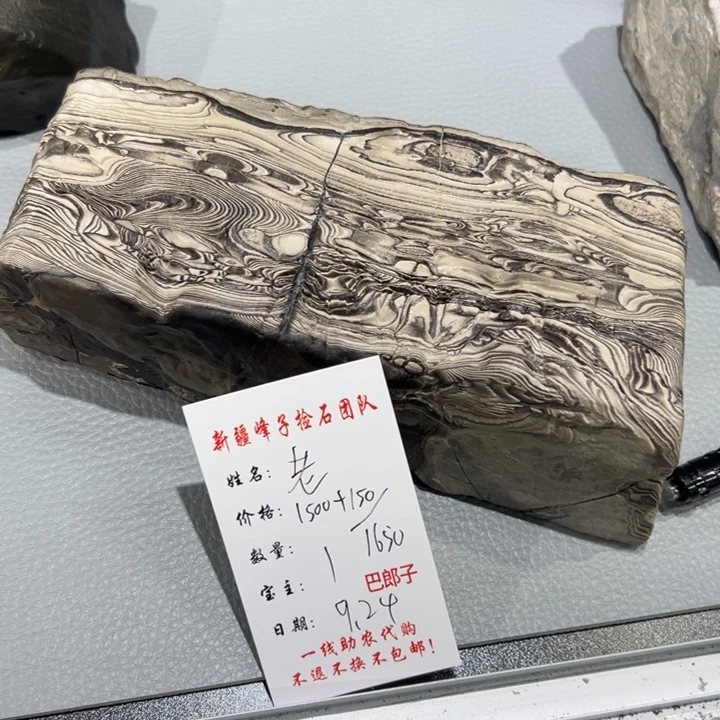 新疆峰子捡石团队
姓名: 老
价格: 1500+150
1650
数量: 1
宝主: 巴郎子
日期: 9.24
一线助农代购
不退不换不包邮!